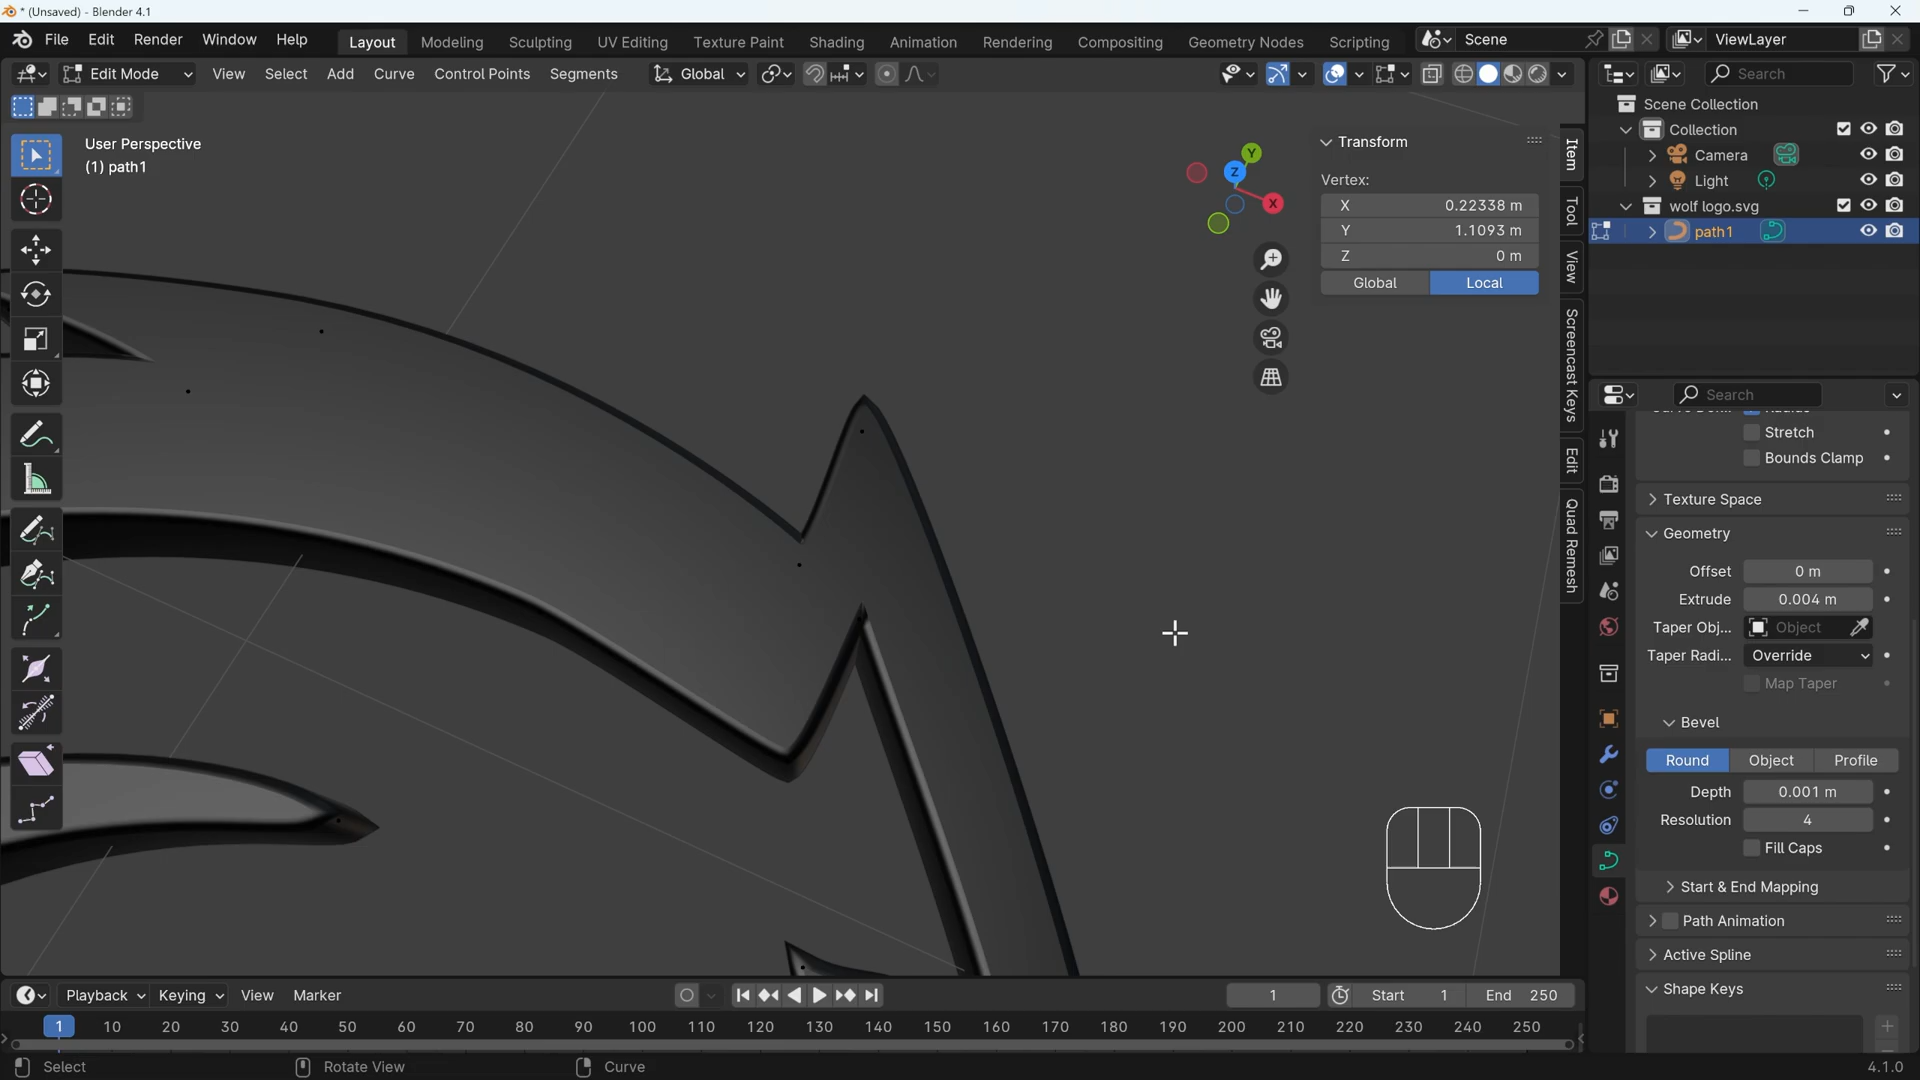 * (Unsaved) - Blender 4.1
File Edit Render Window Help
Layout Modeling Sculpting UV Editing Texture Paint Shading Animation Rendering Compositing Geometry Nodes Scripting
Scene
ViewLayer
Edit Mode
View Select Add Curve Control Points Segments
Global
Search
User Perspective
(1) path1
Y
Z
X
Transform
Vertex:
X 0.22338 m
Y 1.1093 m
Z 0 m
Global Local
Item
Tool
View
Screencast Keys
Edit
Quad Remesh
Scene Collection
Collection
Camera
Light
wolf logo.svg
path1
Search
Stretch
Bounds Clamp
Texture Space
Geometry
Offset 0 m
Extrude 0.004 m
Taper Obj... Object
Taper Radi... Override
Map Taper
Bevel
Round Object Profile
Depth 0.001 m
Resolution 4
Fill Caps
Start & End Mapping
Path Animation
Active Spline
Shape Keys
Playback Keying View Marker
1
Start 1
End 250
1 10 20 30 40 50 60 70 80 90 100 110 120 130 140 150 160 170 180 190 200 210 220 230 240 250
Select
Rotate View
Curve
4.1.0